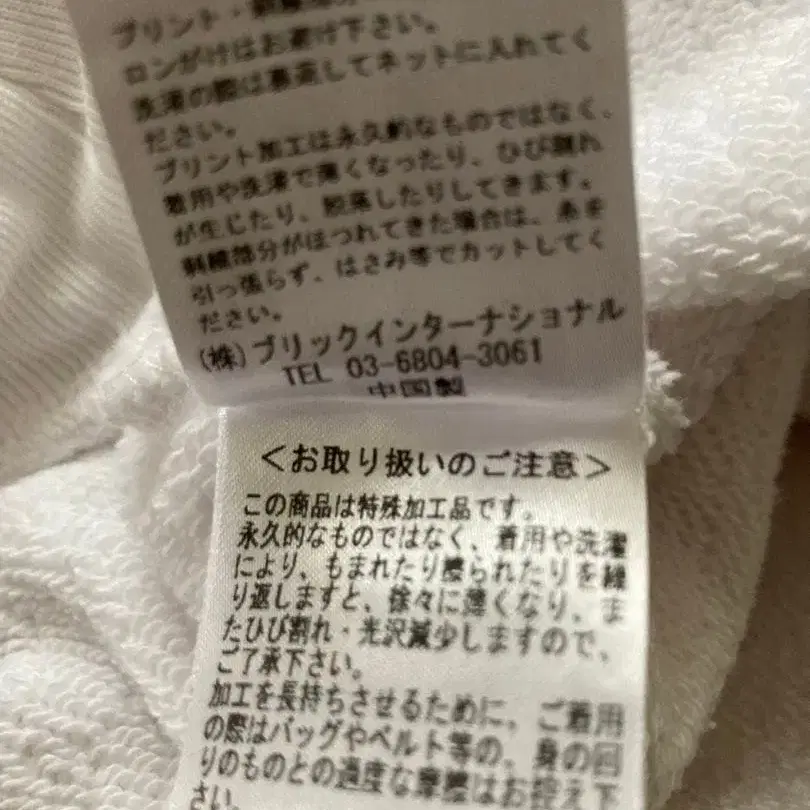 プリント・刺繍部分
ロンがけはお避け下さい。
洗濯の際は裏返してネットに入れてく
ださい。
プリント加工は永久的なものではなく、
着用や洗濯で薄くなったり、ひび割れ
が生じたり、脱落したりしてきます。
刺繍部分がほつれてきた場合は、糸を
引っ張らず、はさみ等でカットしてく
ださい。
(株)ブリックインターナショナル
TEL 03-6804-3061
中国製
<お取り扱いのご注意>
この商品は特殊加工品です。
永久的なものではなく、着用や洗濯
により、もまれたり擦られたりを繰
り返しますと、徐々に薄くなり、ま
たひび割れ・光沢減少しますので、
ご了承下さい。
加工を長持ちさせるために、ご着用
の際はバッグやベルト等の、身の回
りのものとの過度な摩擦はお控え下
さい。